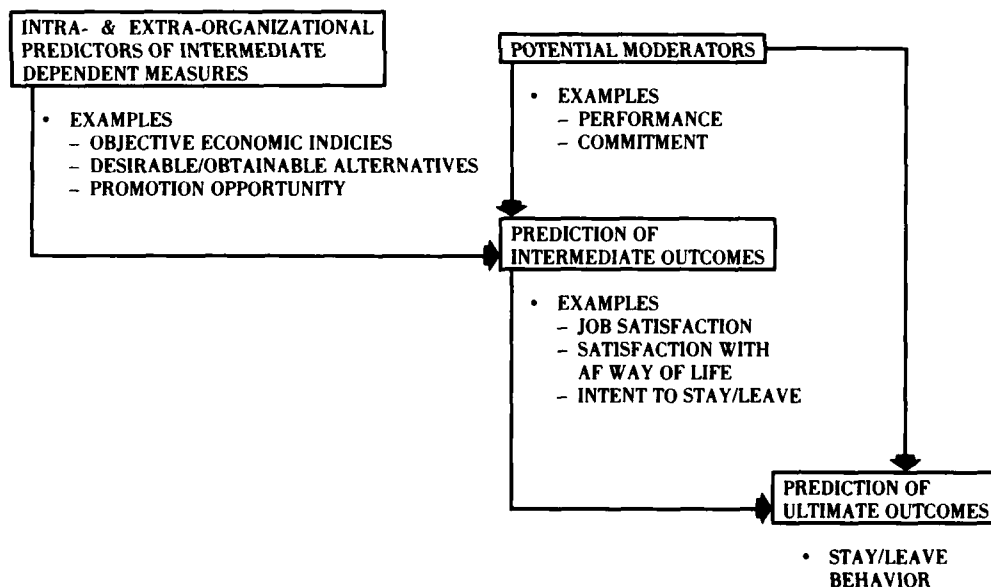 INTRA- & EXTRA-ORGANIZATIONAL
PREDICTORS OF INTERMEDIATE
DEPENDENT MEASURES
• EXAMPLES
– OBJECTIVE ECONOMIC INDICIES
– DESIRABLE/OBTAINABLE ALTERNATIVES
– PROMOTION OPPORTUNITY
POTENTIAL MODERATORS
• EXAMPLES
– PERFORMANCE
– COMMITMENT
PREDICTION OF
INTERMEDIATE OUTCOMES
• EXAMPLES
– JOB SATISFACTION
– SATISFACTION WITH
AF WAY OF LIFE
– INTENT TO STAY/LEAVE
PREDICTION OF
ULTIMATE OUTCOMES
• STAY/LEAVE
BEHAVIOR